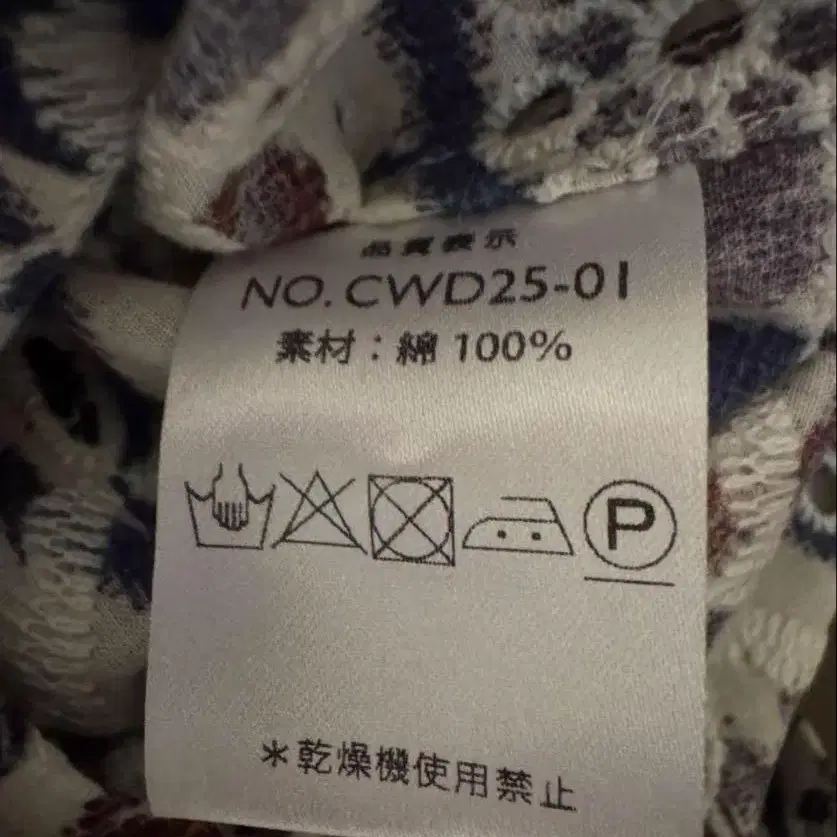 品質表示
NO. CWD25-01
素材：綿 100%
P
＊乾燥機使用禁止